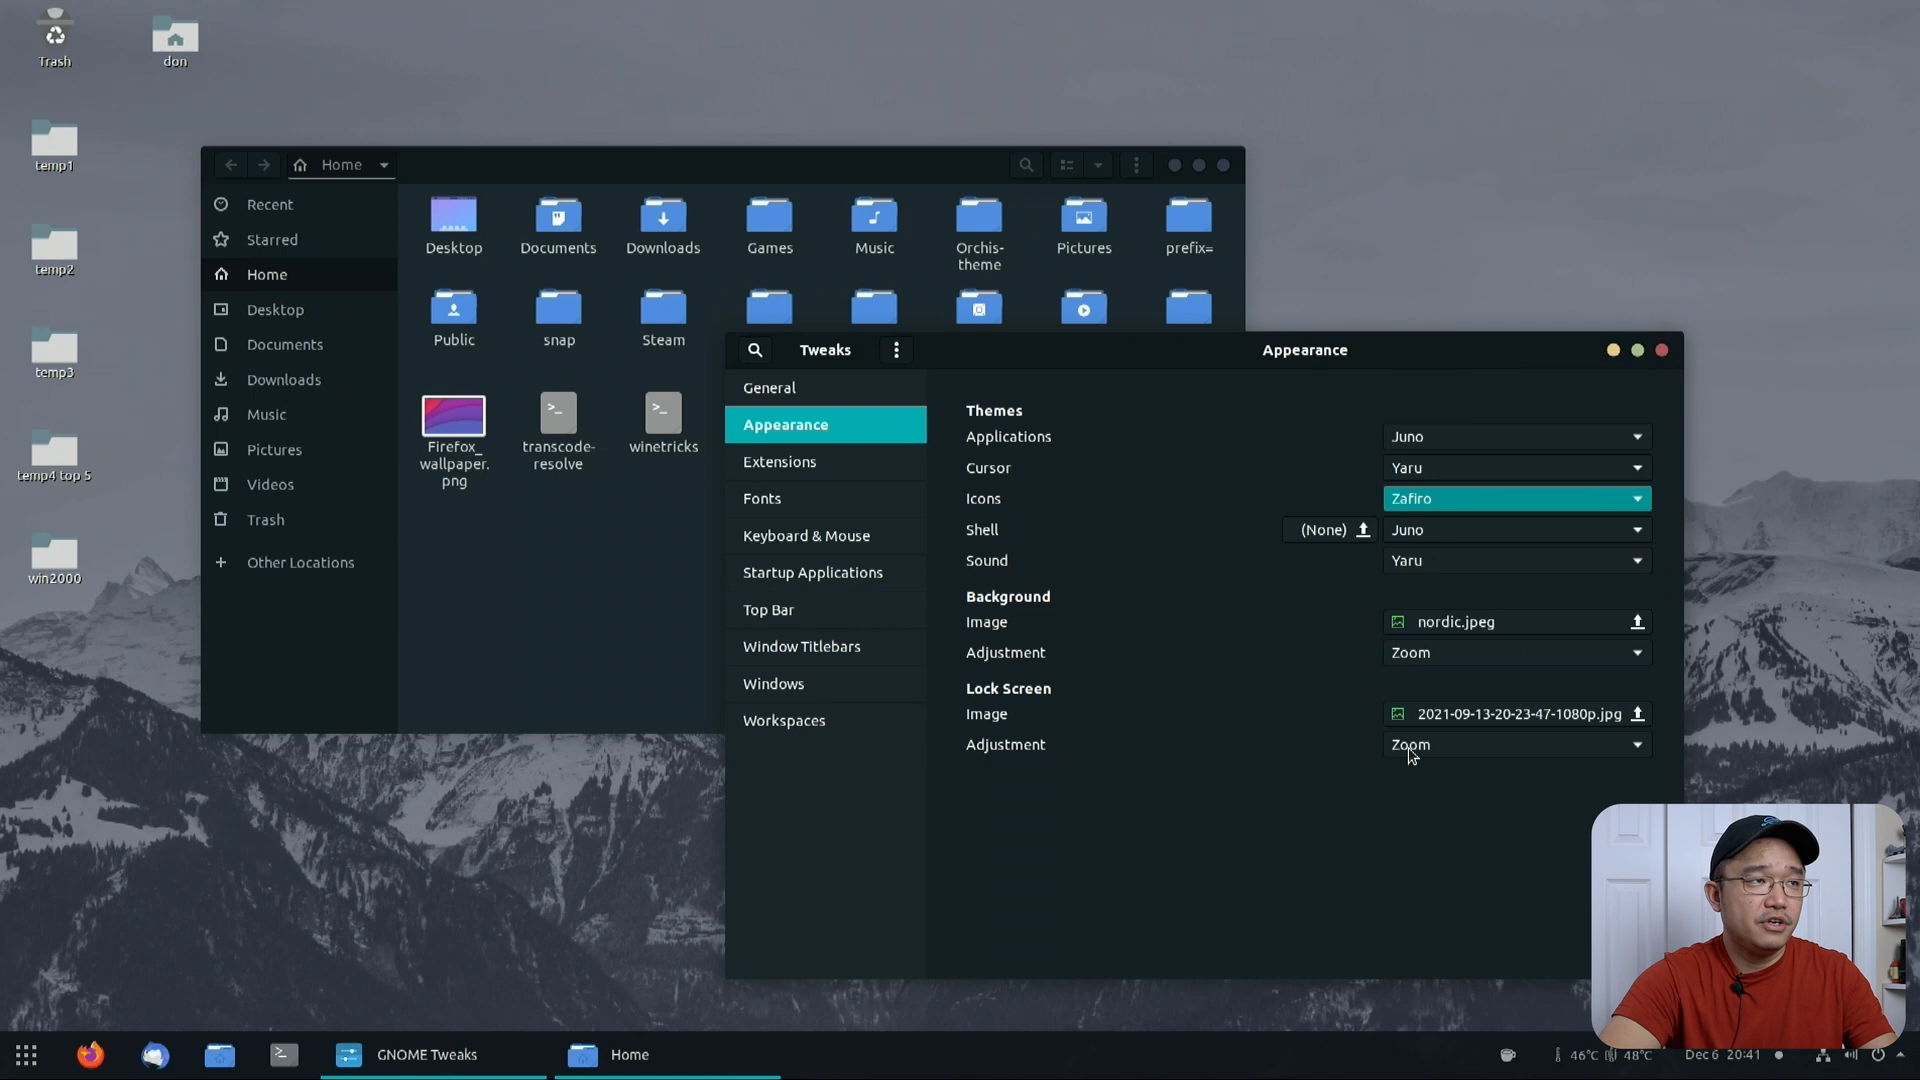 Trash
don
temp1
temp2
temp3
temp4 top 5
win2000
Home
Recent
Starred
Home
Desktop
Documents
Downloads
Music
Pictures
Videos
Trash
Other Locations
Desktop
Documents
Downloads
Games
Music
Orchis-
theme
Pictures
prefix=
Public
snap
Steam
Firefox_
wallpaper.
png
transcode-
resolve
winetricks
Tweaks
Appearance
General
Appearance
Extensions
Fonts
Keyboard & Mouse
Startup Applications
Top Bar
Window Titlebars
Windows
Workspaces
Themes
Applications
Juno
Cursor
Yaru
Icons
Zafiro
Shell
(None)
Juno
Sound
Yaru
Background
Image
nordic.jpeg
Adjustment
Zoom
Lock Screen
Image
2021-09-13-20-23-47-1080p.jpg
Adjustment
Zoom
GNOME Tweaks
Home
46°C
48°C
Dec 6 20:41